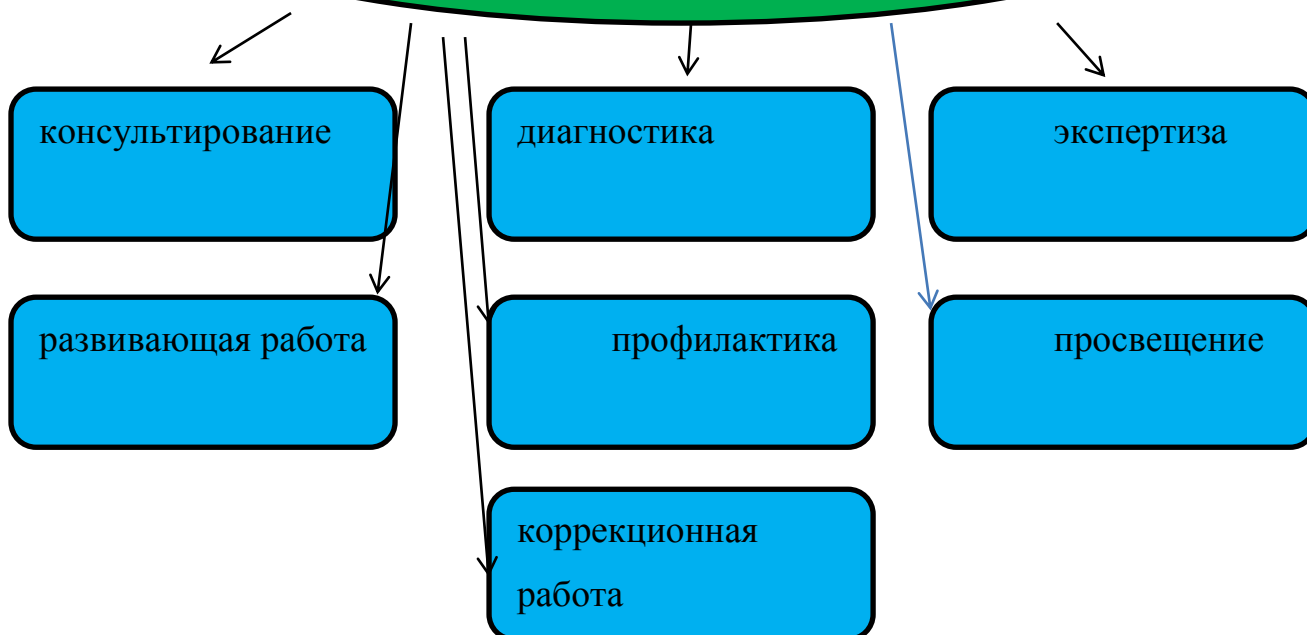 консультирование
диагностика
экспертиза
развивающая работа
профилактика
просвещение
коррекционная
работа